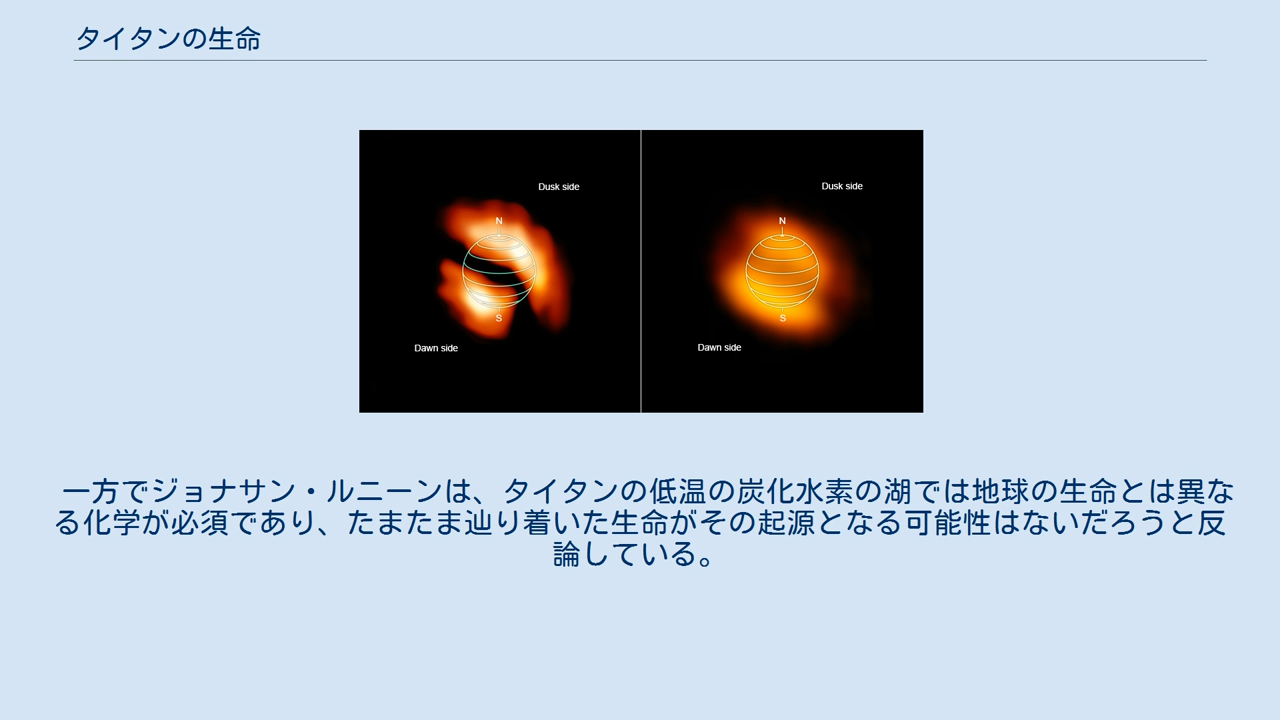 タイタンの生命
Dusk side
N
S
Dawn side
Dusk side
N
S
Dawn side
一方でジョナサン・ルニーンは、タイタンの低温の炭化水素の湖では地球の生命とは異な
る化学が必須であり、たまたま辿り着いた生命がその起源となる可能性はないだろうと反
論している。